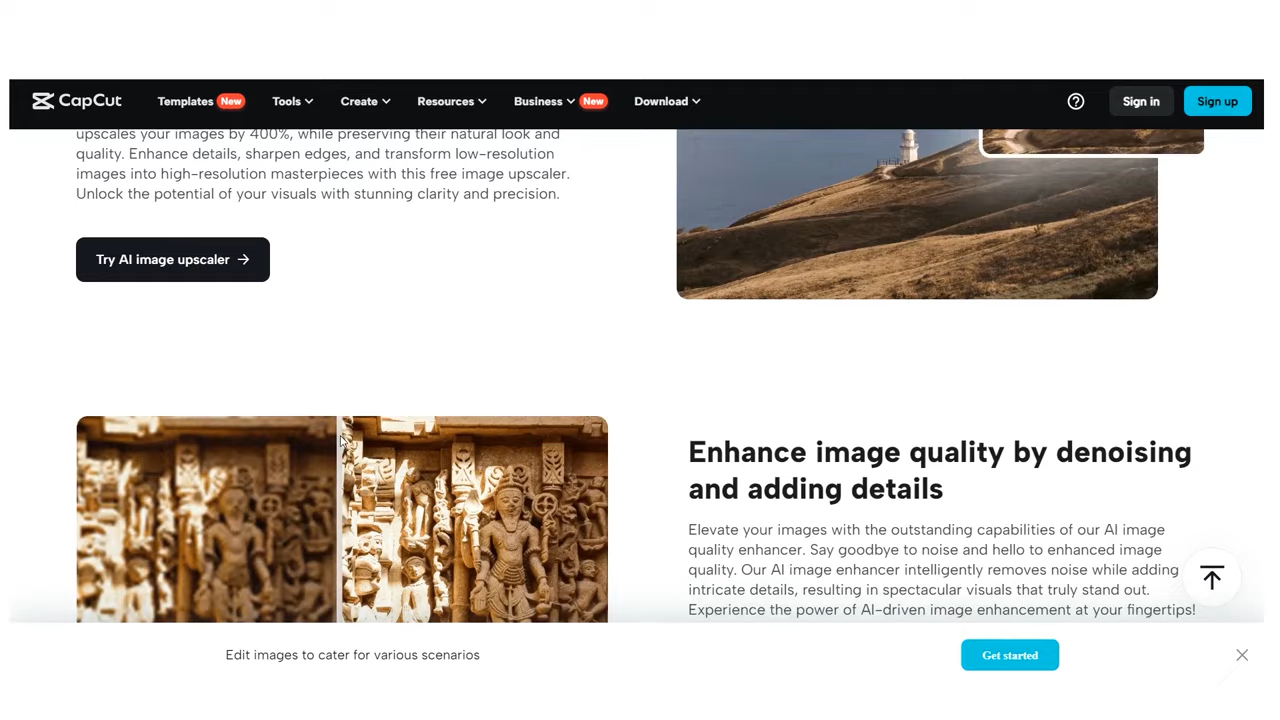 CapCut
Templates New Tools Create Resources Business New Download Sign in Sign up
upscales your images by 400%, while preserving their natural look and
quality. Enhance details, sharpen edges, and transform low-resolution
images into high-resolution masterpieces with this free image upscaler.
Unlock the potential of your visuals with stunning clarity and precision.
Try AI image upscaler →
Enhance image quality by denoising
and adding details
Elevate your images with the outstanding capabilities of our AI image
quality enhancer. Say goodbye to noise and hello to enhanced image
quality. Our AI image enhancer intelligently removes noise while adding
intricate details, resulting in spectacular visuals that truly stand out.
Experience the power of AI-driven image enhancement at your fingertips!
Edit images to cater for various scenarios
Get started